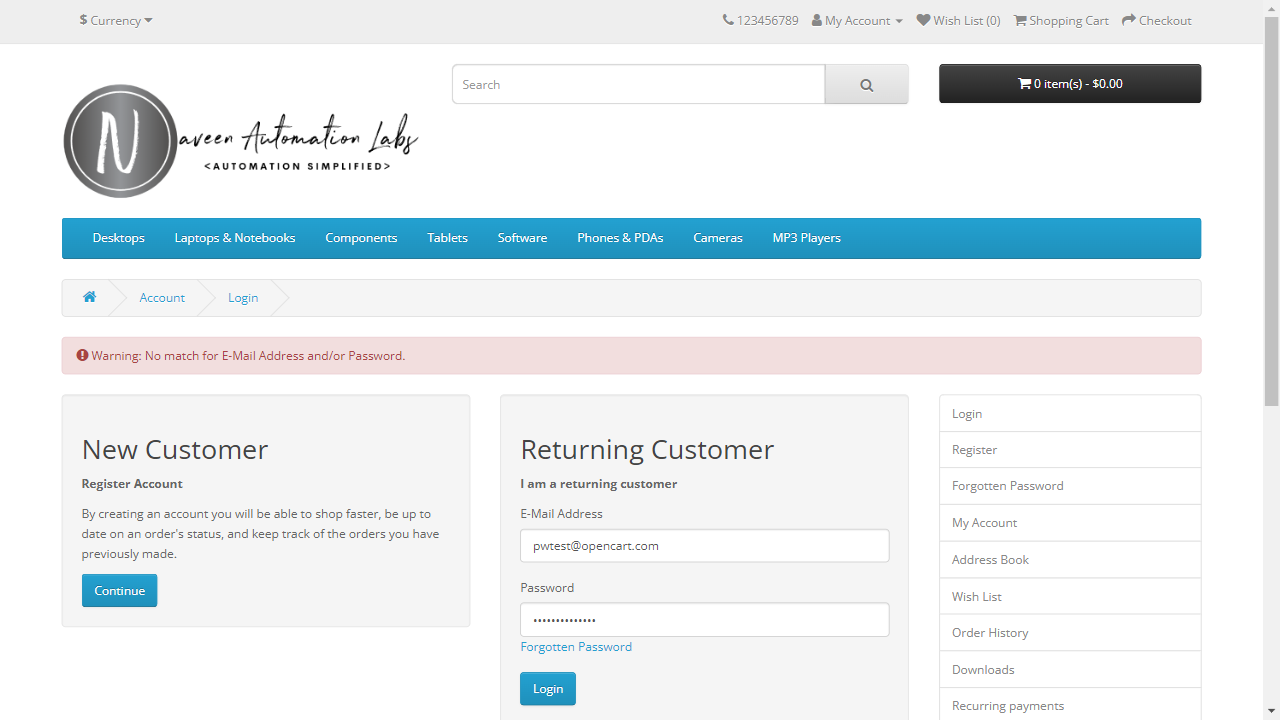 $ Currency
123456789 My Account Wish List (0) Shopping Cart Checkout
Search
0 item(s) - $0.00
N
aveen Automation Labs
<AUTOMATION SIMPLIFIED>
Desktops Laptops & Notebooks Components Tablets Software Phones & PDAs Cameras MP3 Players
Account Login
Warning: No match for E-Mail Address and/or Password.
New Customer
Register Account
By creating an account you will be able to shop faster, be up to
date on an order's status, and keep track of the orders you have
previously made.
Continue
Returning Customer
I am a returning customer
E-Mail Address
pwtest@opencart.com
Password
••••••••••••••
Forgotten Password
Login
Login
Register
Forgotten Password
My Account
Address Book
Wish List
Order History
Downloads
Recurring payments